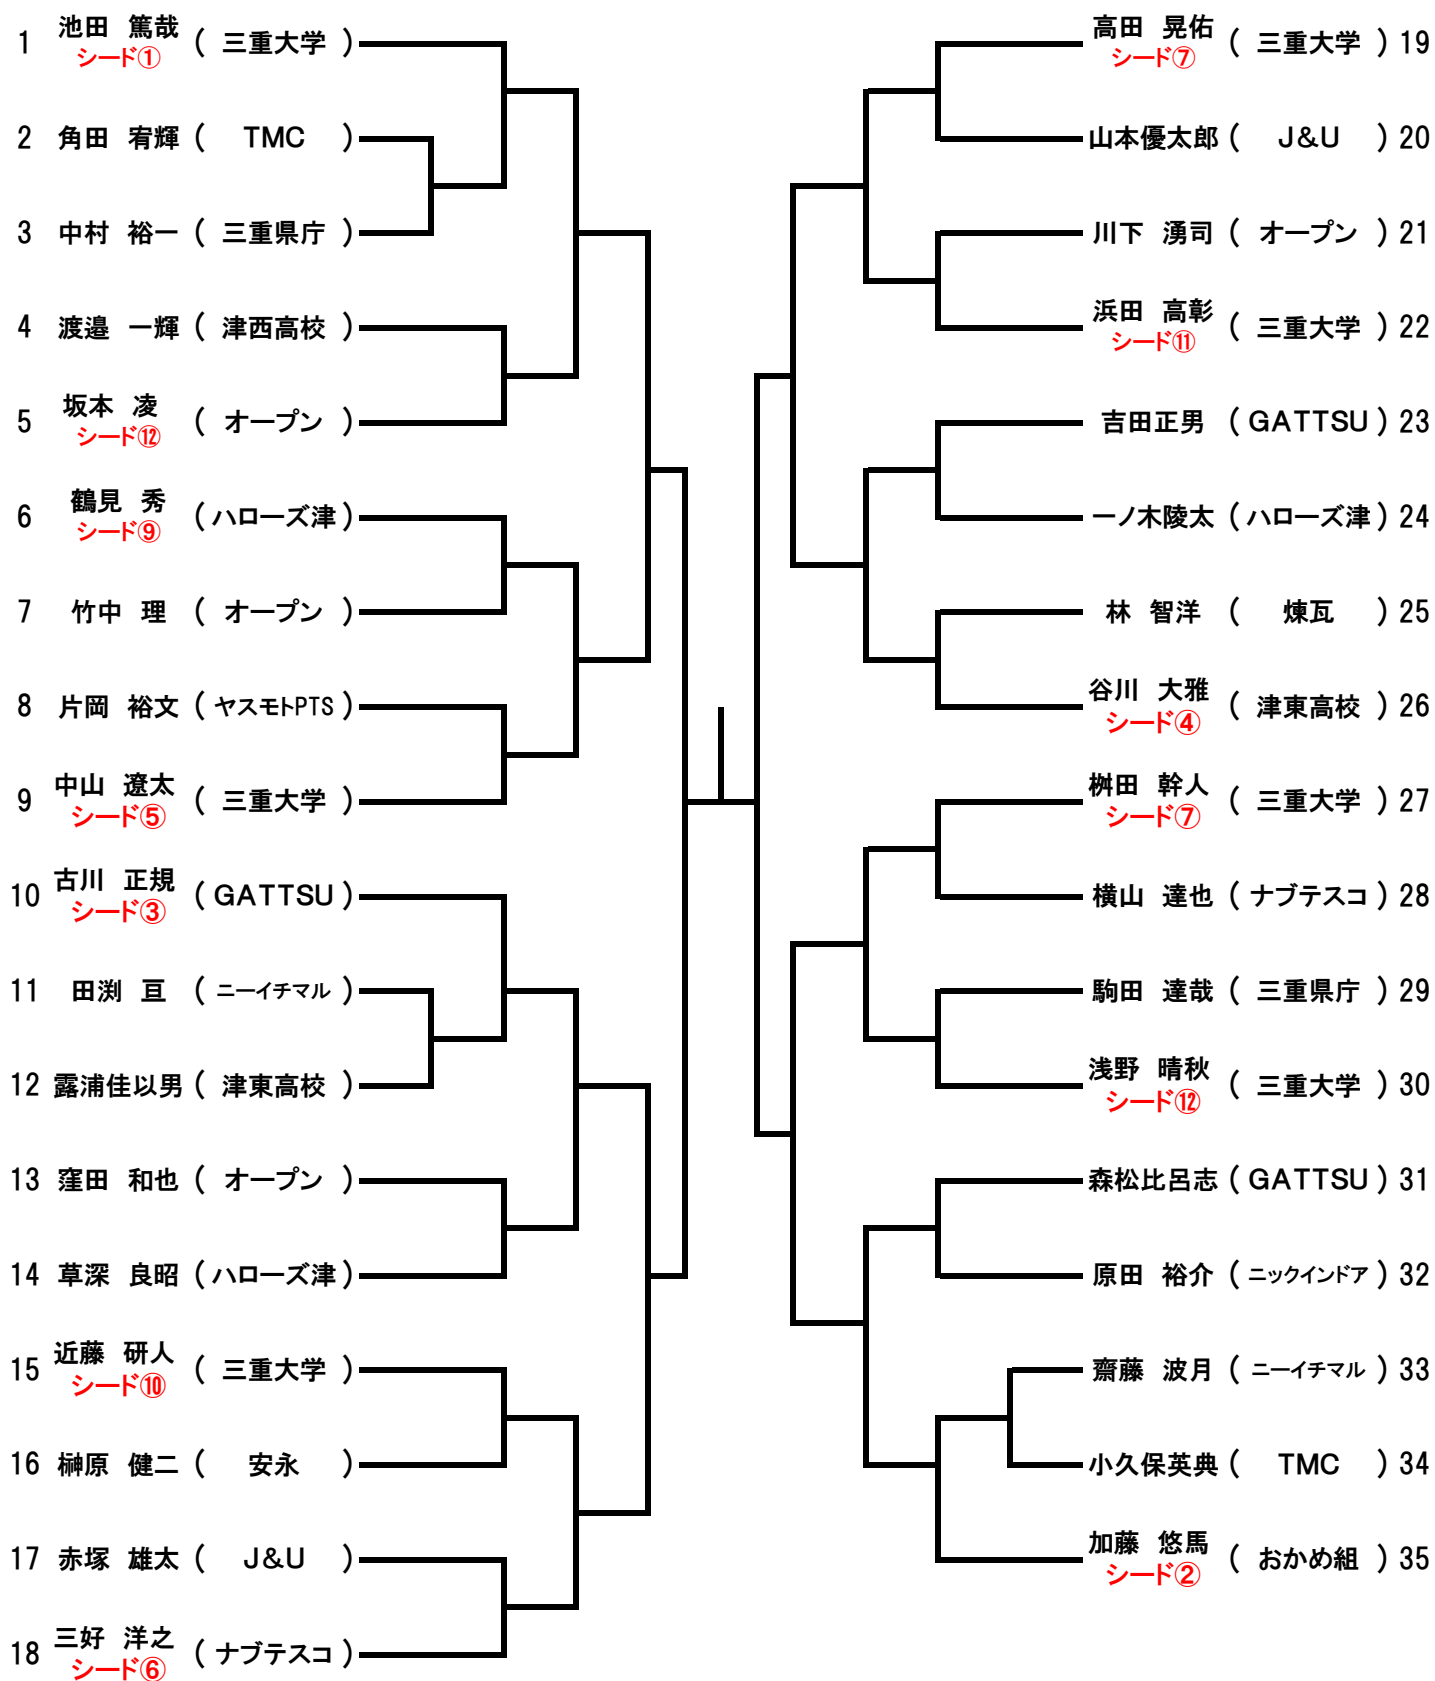 1 池田 篤哉 ( 三重大学 )
シード①
2 角田 宥輝 ( TMC )
3 中村 裕一 ( 三重県庁 )
4 渡邉 一輝 ( 津西高校 )
5 坂本 凌 ( オープン )
シード⑫
6 鶴見 秀 ( ハローズ津 )
シード⑨
7 竹中 理 ( オープン )
8 片岡 裕文 ( ヤスモトPTS )
9 中山 遼太 ( 三重大学 )
シード⑤
10 古川 正規 ( GATTSU )
シード③
11 田渕 亘 ( ニーイチマル )
12 露浦佳以男 ( 津東高校 )
13 窪田 和也 ( オープン )
14 草深 良昭 ( ハローズ津 )
15 近藤 研人 ( 三重大学 )
シード⑩
16 榊原 健二 ( 安永 )
17 赤塚 雄太 ( J&U )
18 三好 洋之 ( ナブテスコ )
シード⑥
高田 晃佑 ( 三重大学 ) 19
シード⑦
山本優太郎 ( J&U ) 20
川下 湧司 ( オープン ) 21
浜田 高彰 ( 三重大学 ) 22
シード⑪
吉田正男 ( GATTSU ) 23
一ノ木陵太 ( ハローズ津 ) 24
林 智洋 ( 煉瓦 ) 25
谷川 大雅 ( 津東高校 ) 26
シード④
桝田 幹人 ( 三重大学 ) 27
シード⑦
横山 達也 ( ナブテスコ ) 28
駒田 達哉 ( 三重県庁 ) 29
浅野 晴秋 ( 三重大学 ) 30
シード⑫
森松比呂志 ( GATTSU ) 31
原田 裕介 ( ニックインドア ) 32
齋藤 波月 ( ニーイチマル ) 33
小久保英典 ( TMC ) 34
加藤 悠馬 ( おかめ組 ) 35
シード②